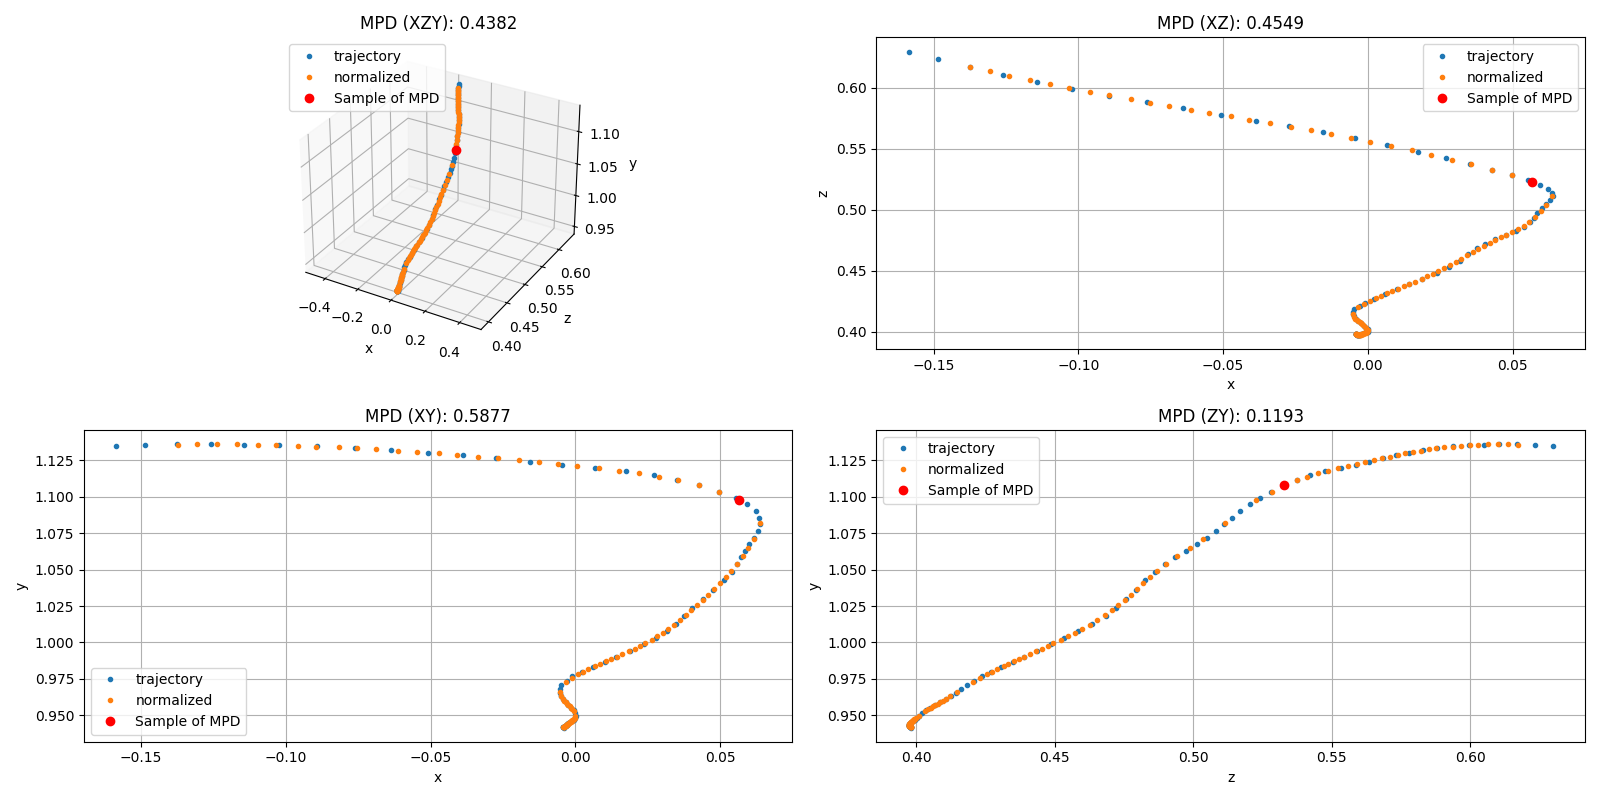 MPD (XZY): 0.4382
trajectory
normalized
Sample of MPD
1.10
1.05
1.00
0.95
y
−0.4
−0.2
0.0
0.2
0.4
x
0.40
0.45
0.50
0.55
0.60
z
MPD (XZ): 0.4549
trajectory
normalized
Sample of MPD
0.60
0.55
0.50
0.45
0.40
z
−0.15
−0.10
−0.05
0.00
0.05
x
MPD (XY): 0.5877
1.125
1.100
1.075
1.050
1.025
1.000
0.975
0.950
y
trajectory
normalized
Sample of MPD
−0.15
−0.10
−0.05
0.00
0.05
x
MPD (ZY): 0.1193
trajectory
normalized
Sample of MPD
1.125
1.100
1.075
1.050
1.025
1.000
0.975
0.950
y
0.40
0.45
0.50
0.55
0.60
z